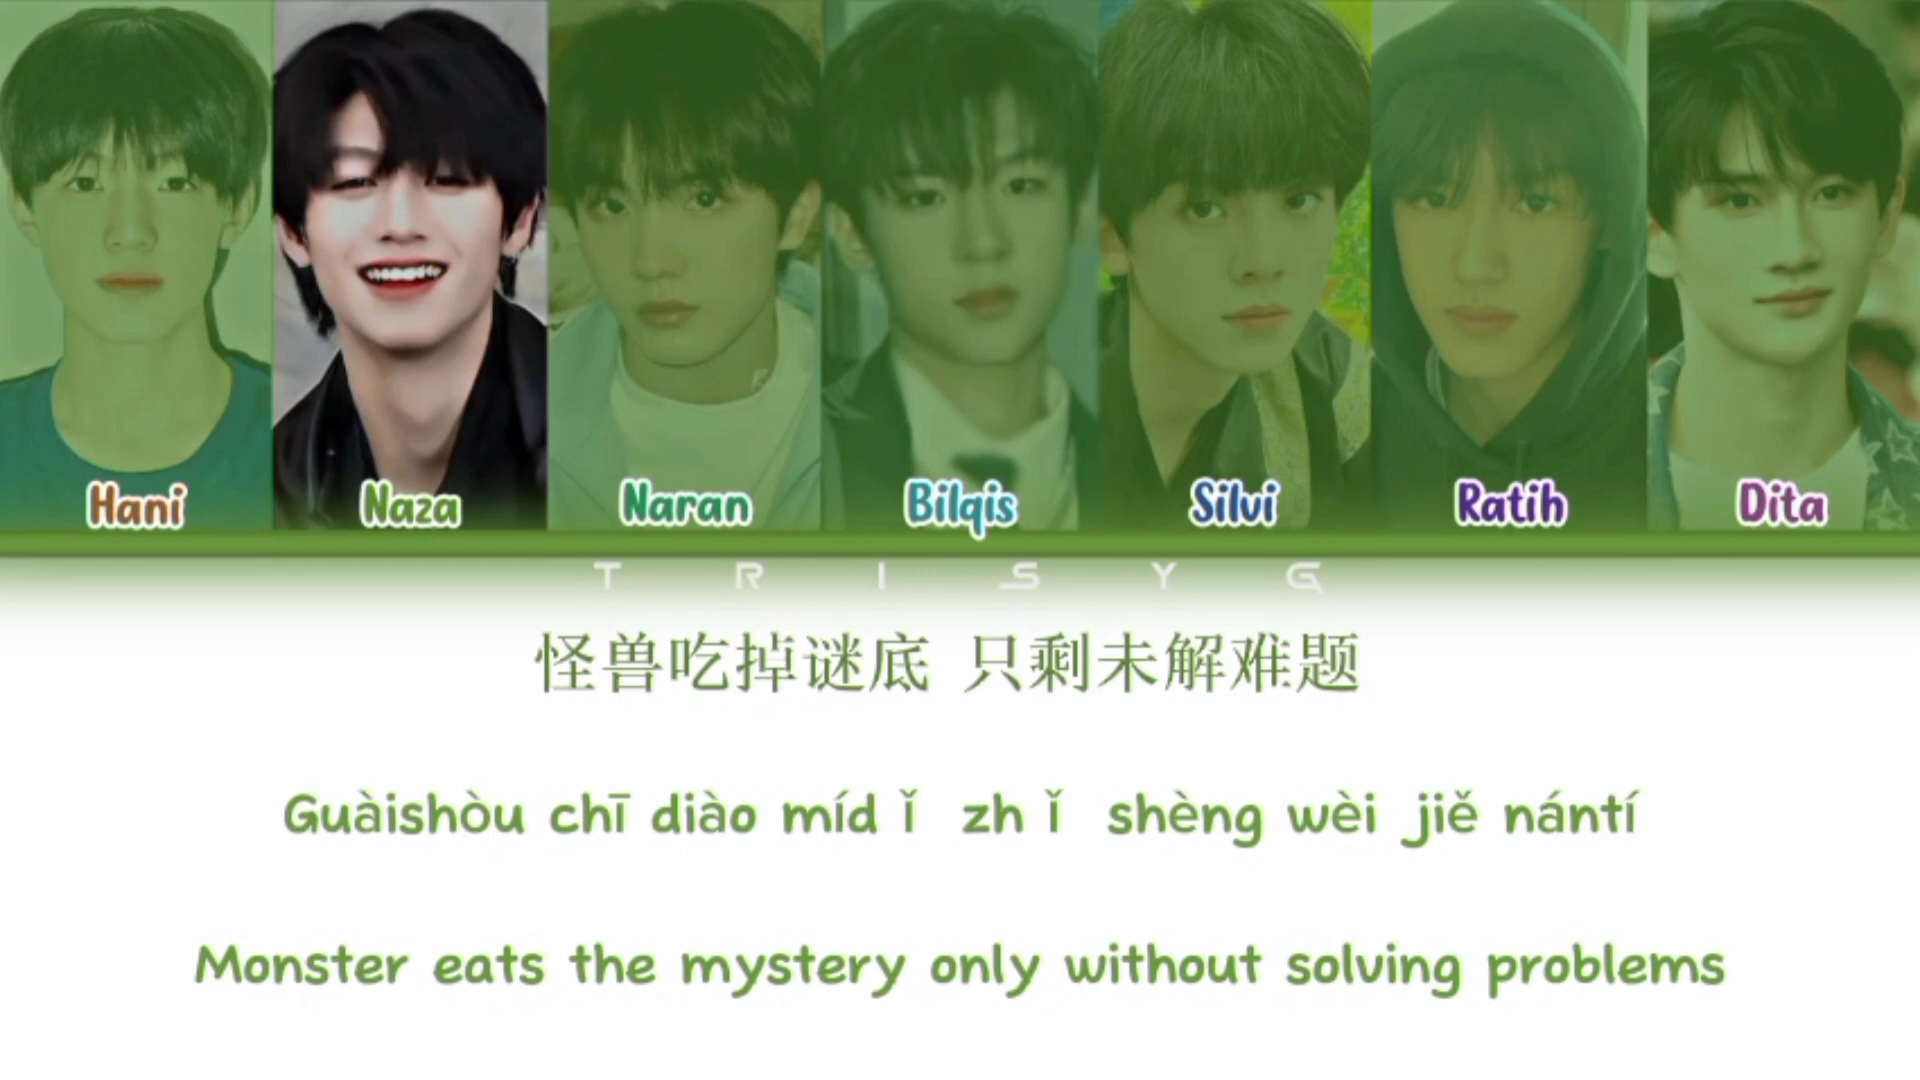 Hani Naza Naran Bilqis Silvi Ratih Dita
TRISYG
怪兽吃掉谜底 只剩未解难题
Guàishòu chī diào míd ǐ zh ǐ shèng wèi jiě nántí
Monster eats the mystery only without solving problems